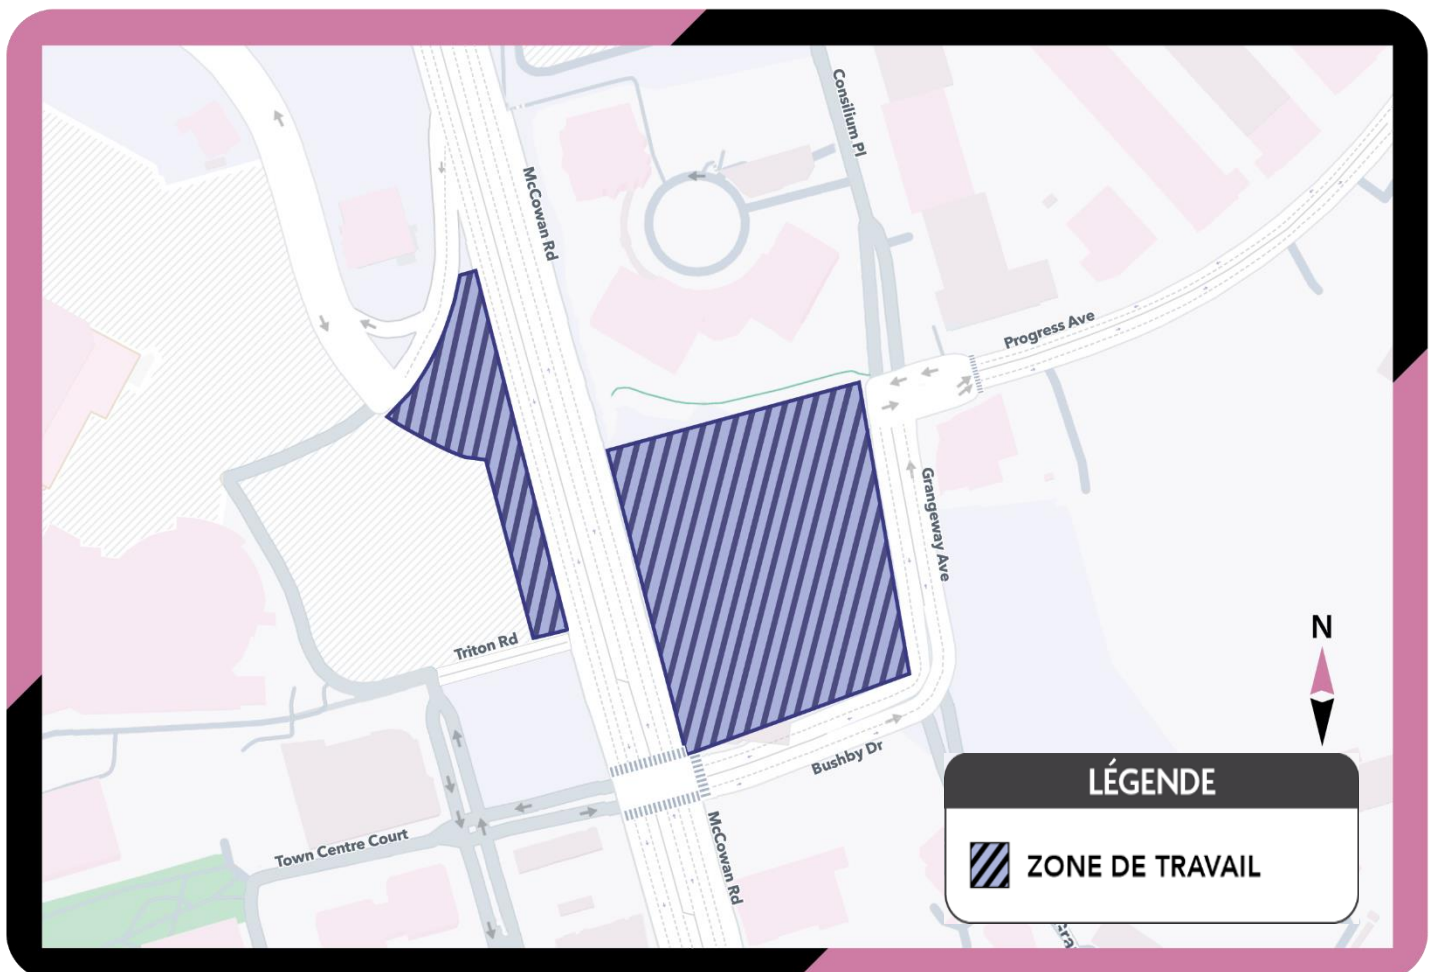 Consilium Pl
McCowan Rd
Progress Ave
Grangeway Ave
N
Triton Rd
Bushby Dr
LÉGENDE
Town Centre Court
McCowan Rd
ZONE DE TRAVAIL